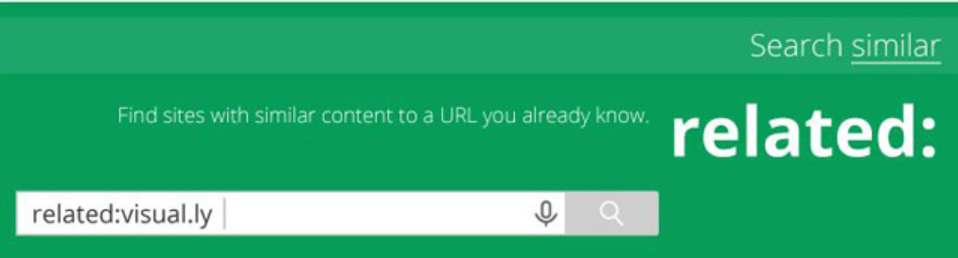 Search similar
Find sites with similar content to a URL you already know.
related:
related:visual.ly